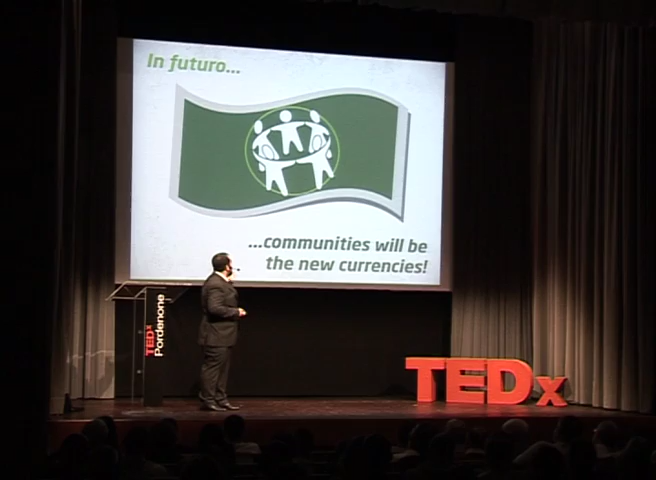 In futuro...
...communities will be
the new currencies!
TEDx
Pordenone
TEDx